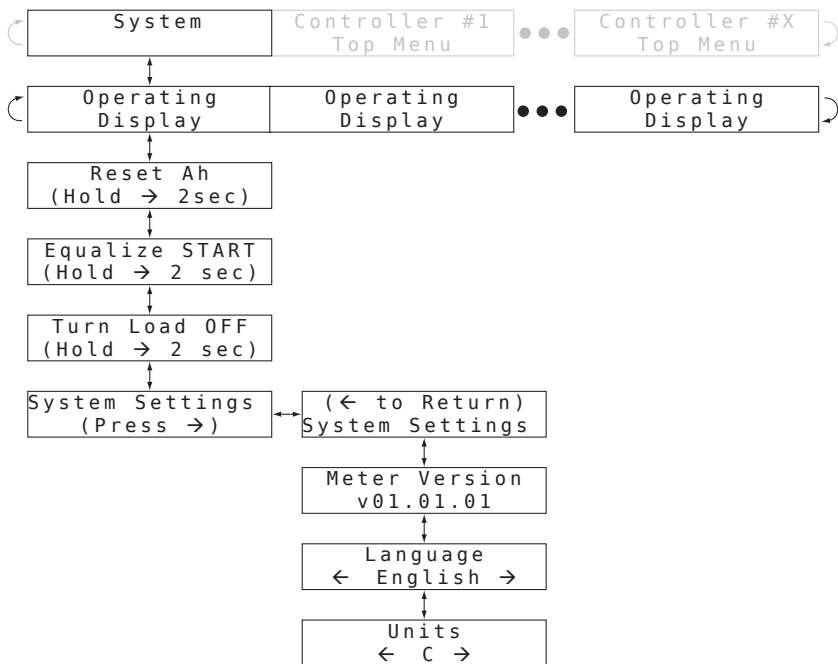 System
Controller #1
Top Menu
Controller #X
Top Menu
Operating
Display
Operating
Display
Operating
Display
Reset Ah
(Hold → 2sec)
Equalize START
(Hold → 2 sec)
Turn Load OFF
(Hold → 2 sec)
System Settings
(Press →)
(← to Return)
System Settings
Meter Version
v01.01.01
Language
← English →
Units
← C →